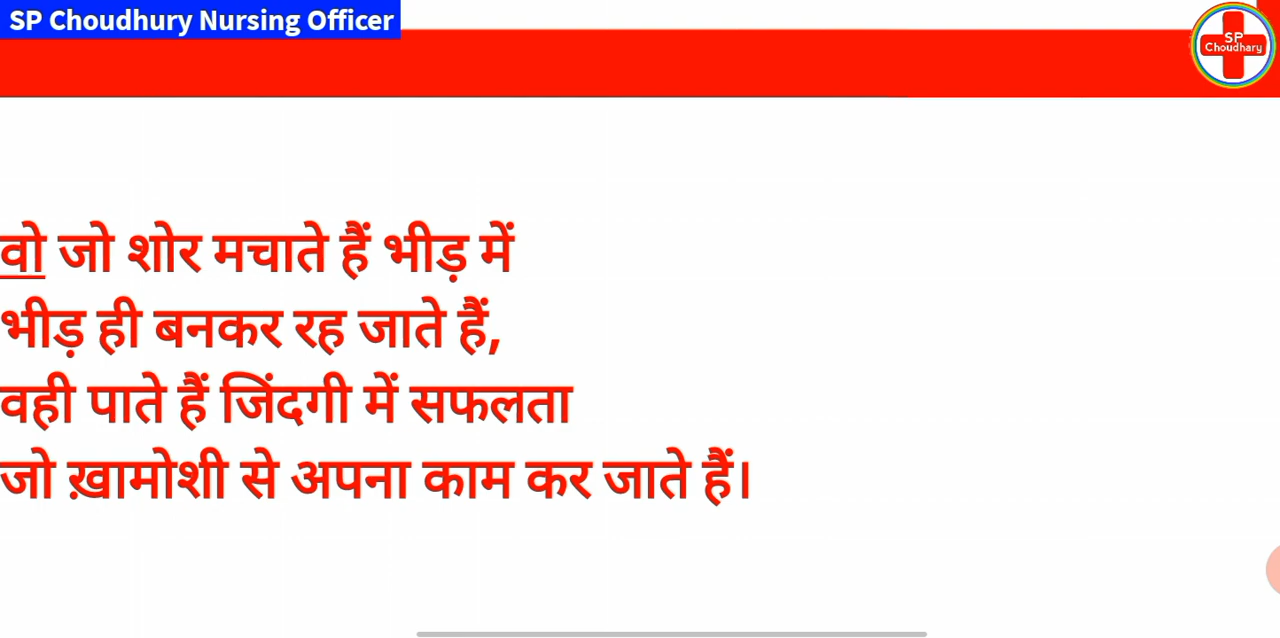 SP Choudhury Nursing Officer
SP
Choudhary
वो जो शोर मचाते हैं भीड़ में
भीड़ ही बनकर रह जाते हैं,
वही पाते हैं जिंदगी में सफलता
जो ख़ामोशी से अपना काम कर जाते हैं।